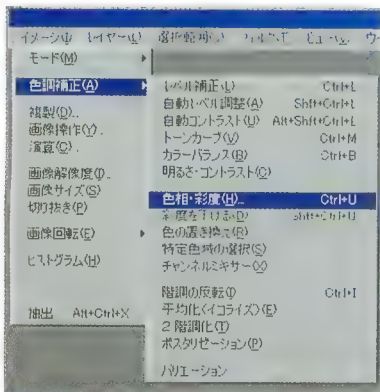 イメージ(I) レイヤー(L) 選択範囲(S) フィルタ(T) ビュー(V) ウ
モード(M)
色調補正(A)
複製(D)...
画像操作(Y)...
演算(C)...
画像解像度(I)...
画像サイズ(S)
切り抜き(P)
画像回転(E)
ヒストグラム(H)
抽出 Alt+Ctrl+X
レベル補正(L) Ctrl+L
自動レベル調整(A) Shft+Ctrl+L
自動コントラスト(U) Alt+Shft+Ctrl+L
トーンカーブ(V) Ctrl+M
カラーバランス(B) Ctrl+B
明るさ・コントラスト(C)
色相・彩度(H)... Ctrl+U
彩度を下げる(D) Shft+Ctrl+U
色の置き換え(R)
特定色域の選択(S)
チャンネルミキサー(X)
階調の反転(I) Ctrl+I
平均化(イコライズ)(E)
2階調化(T)
ポスタリゼーション(P)
バリエーション